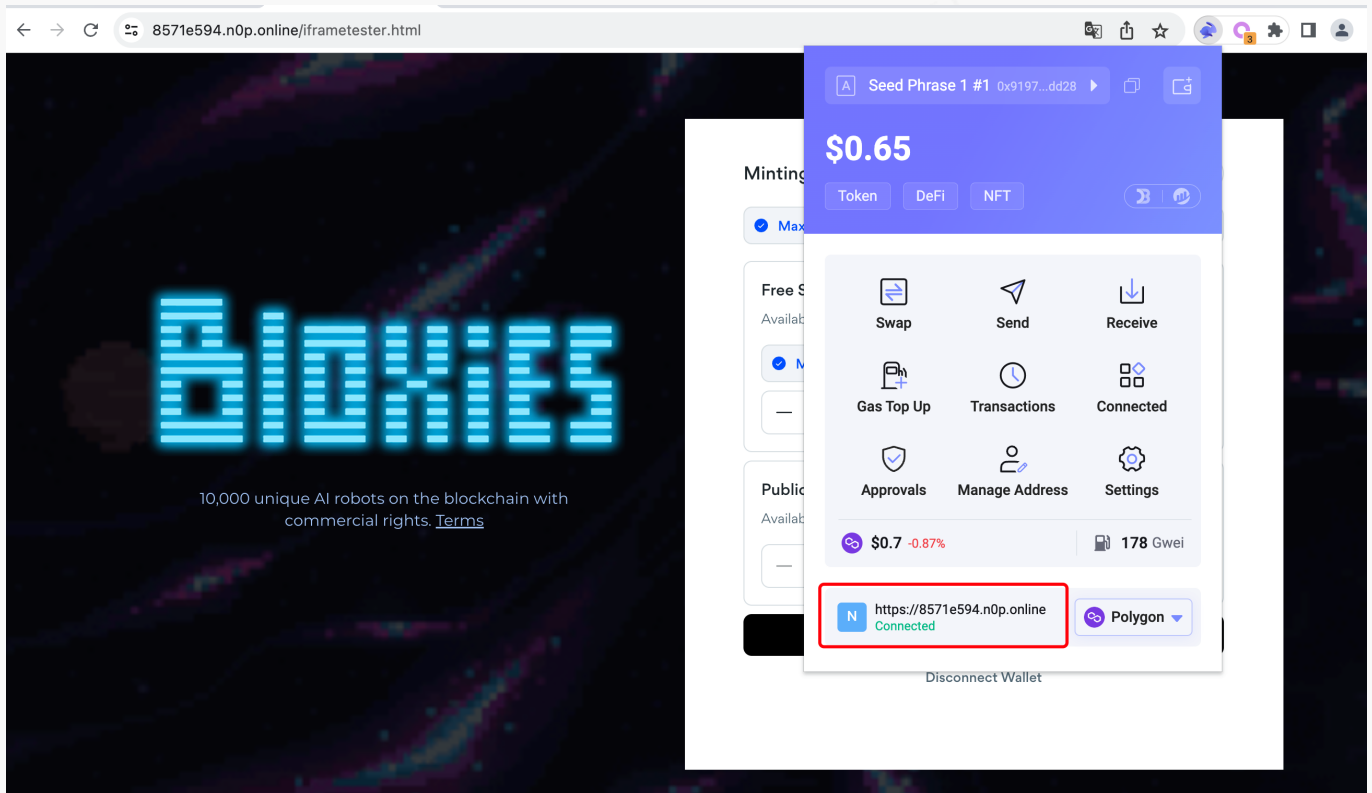 8571e594.n0p.online/iframetester.html
3
A Seed Phrase 1 #1 0x9197...dd28
$0.65
Token DeFi NFT
Minting
Max
Free
Swap Send Receive
Gas Top Up Transactions Connected
Approvals Manage Address Settings
Public
$0.7 -0.87% 178 Gwei
N https://8571e594.n0p.online
Connected
Polygon
Disconnect Wallet
Bloxies
10,000 unique AI robots on the blockchain with
commercial rights. Terms